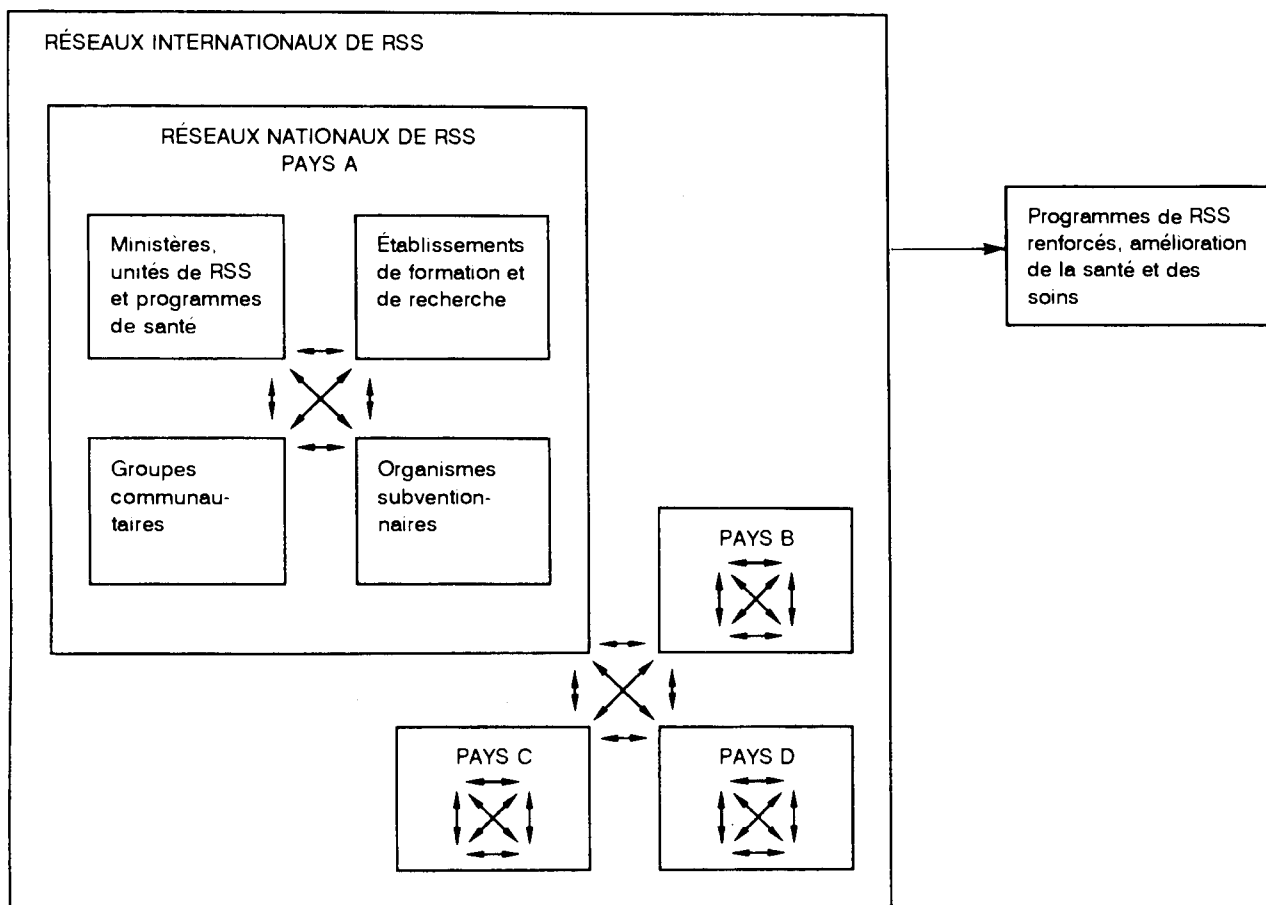 RÉSEAUX INTERNATIONAUX DE RSS
RÉSEAUX NATIONAUX DE RSS
PAYS A
Ministères,
unités de RSS
et programmes
de santé
Établissements
de formation et
de recherche
Groupes
communau-
taires
Organismes
subvention-
naires
PAYS B
PAYS C
PAYS D
Programmes de RSS
renforcés, amélioration
de la santé et des
soins